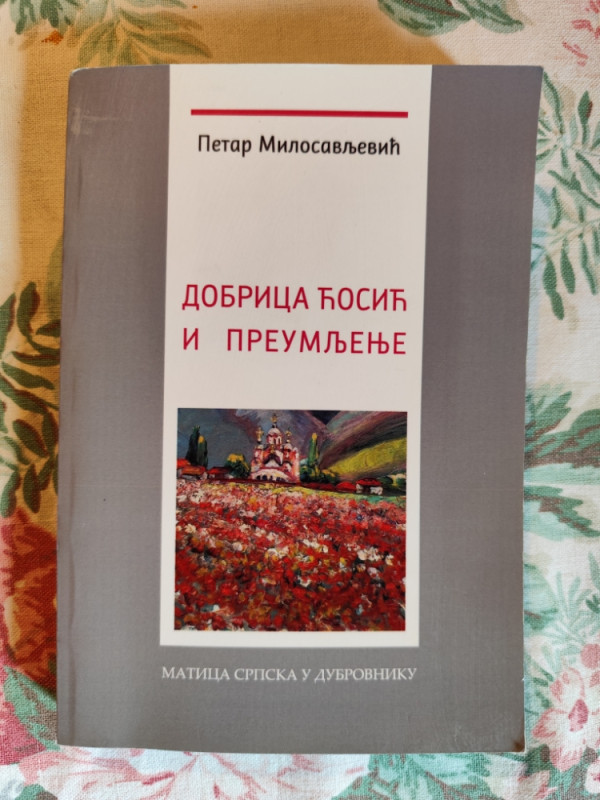 Петар Милосављевић
ДОБРИЦА ЋОСИЋ
И ПРЕУМЉЕЊЕ
МАТИЦА СРПСКА У ДУБРОВНИКУ